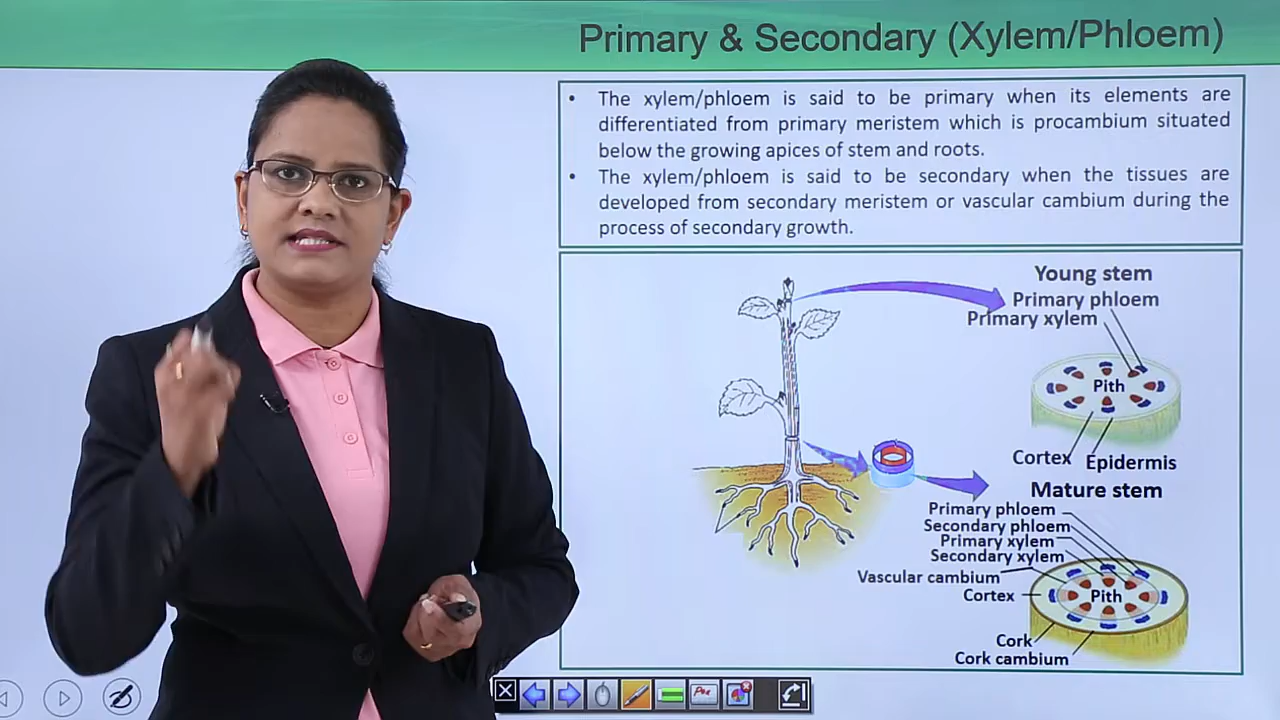 Primary & Secondary (Xylem/Phloem)
• The xylem/phloem is said to be primary when its elements are
differentiated from primary meristem which is procambium situated
below the growing apices of stem and roots.
• The xylem/phloem is said to be secondary when the tissues are
developed from secondary meristem or vascular cambium during the
process of secondary growth.
Young stem
Primary phloem
Primary xylem
Pith
Cortex
Epidermis
Mature stem
Primary phloem
Secondary phloem
Primary xylem
Secondary xylem
Vascular cambium
Cortex
Pith
Cork
Cork cambium